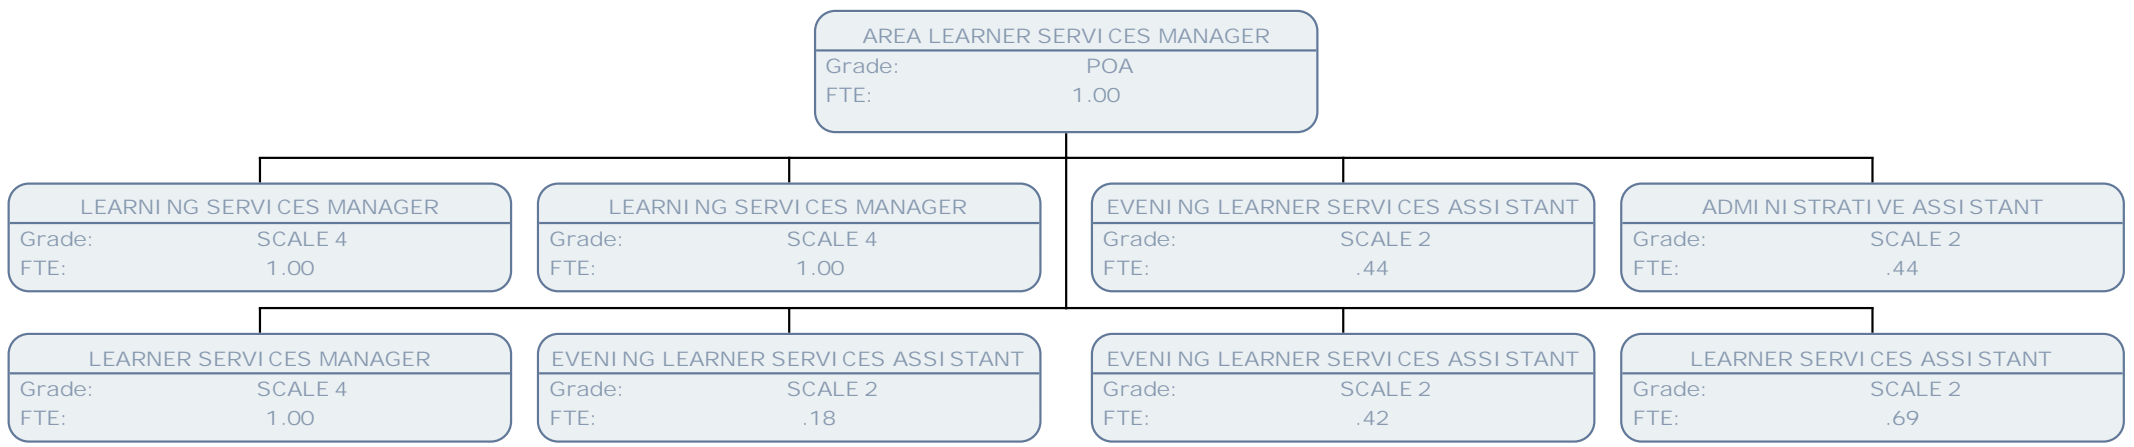 AREA LEARNER SERVICES MANAGER
Grade: POA
FTE: 1.00
LEARNING SERVICES MANAGER
Grade: SCALE 4
FTE: 1.00
LEARNING SERVICES MANAGER
Grade: SCALE 4
FTE: 1.00
EVENING LEARNER SERVICES ASSISTANT
Grade: SCALE 2
FTE: .44
ADMINISTRATIVE ASSISTANT
Grade: SCALE 2
FTE: .44
LEARNER SERVICES MANAGER
Grade: SCALE 4
FTE: 1.00
EVENING LEARNER SERVICES ASSISTANT
Grade: SCALE 2
FTE: .18
EVENING LEARNER SERVICES ASSISTANT
Grade: SCALE 2
FTE: .42
LEARNER SERVICES ASSISTANT
Grade: SCALE 2
FTE: .69